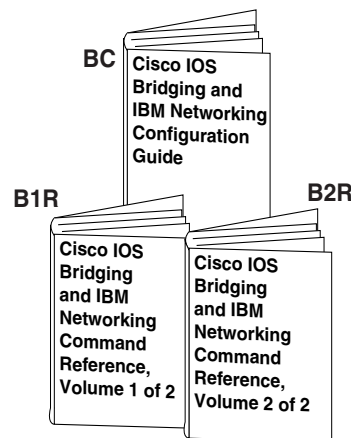 BC
Cisco IOS
Bridging and
IBM Networking
Configuration
Guide
B1R
Cisco IOS
Bridging
and IBM
Networking
Command
Reference,
Volume 1 of 2
B2R
Cisco IOS
Bridging
and IBM
Networking
Command
Reference,
Volume 2 of 2